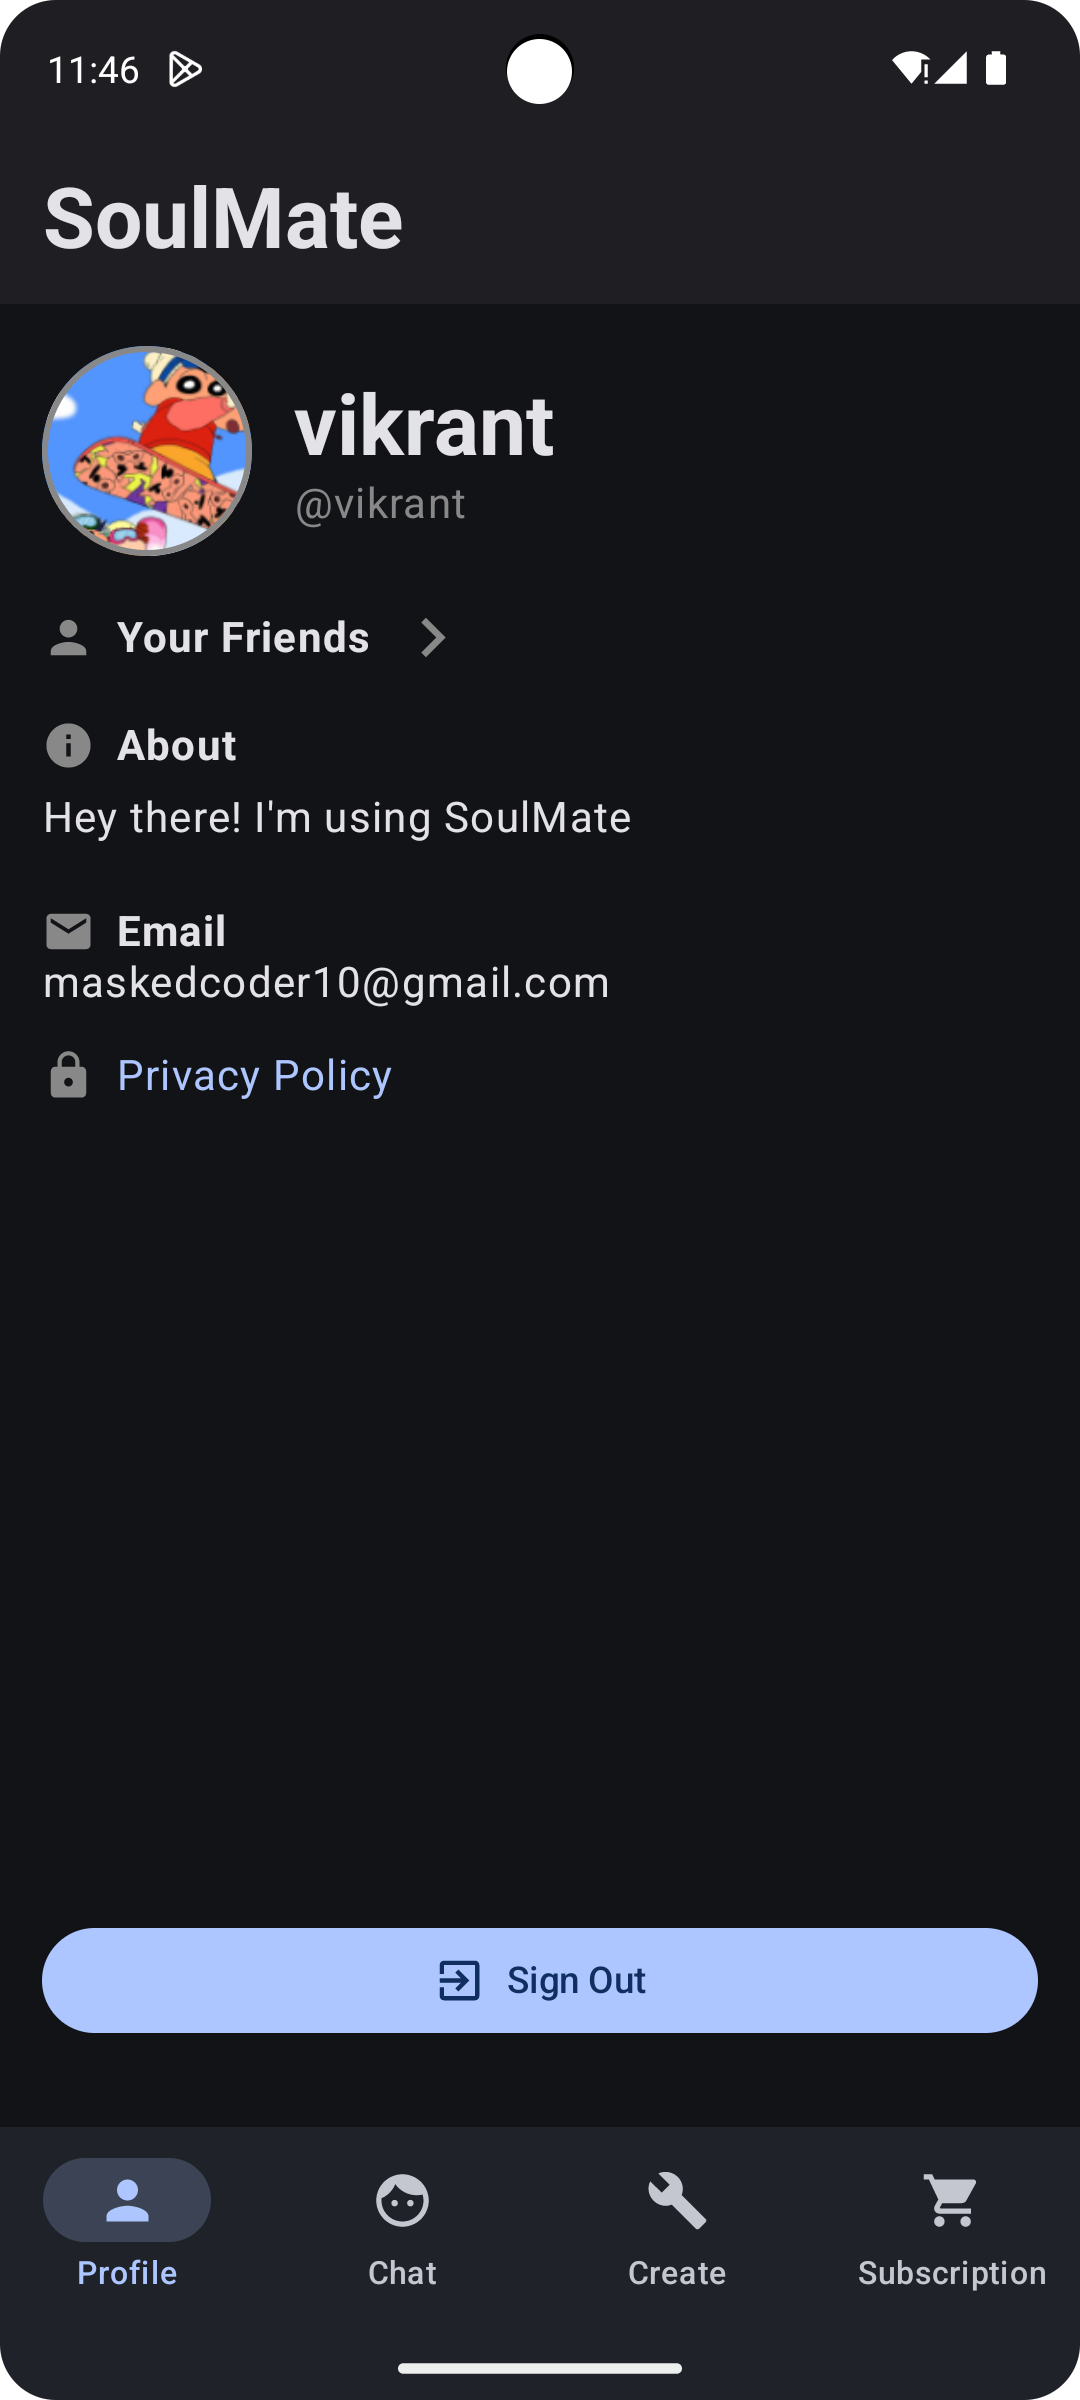 11:46
SoulMate
vikrant
@vikrant
Your Friends
About
Hey there! I'm using SoulMate
Email
maskedcoder10@gmail.com
Privacy Policy
Sign Out
Profile Chat Create Subscription